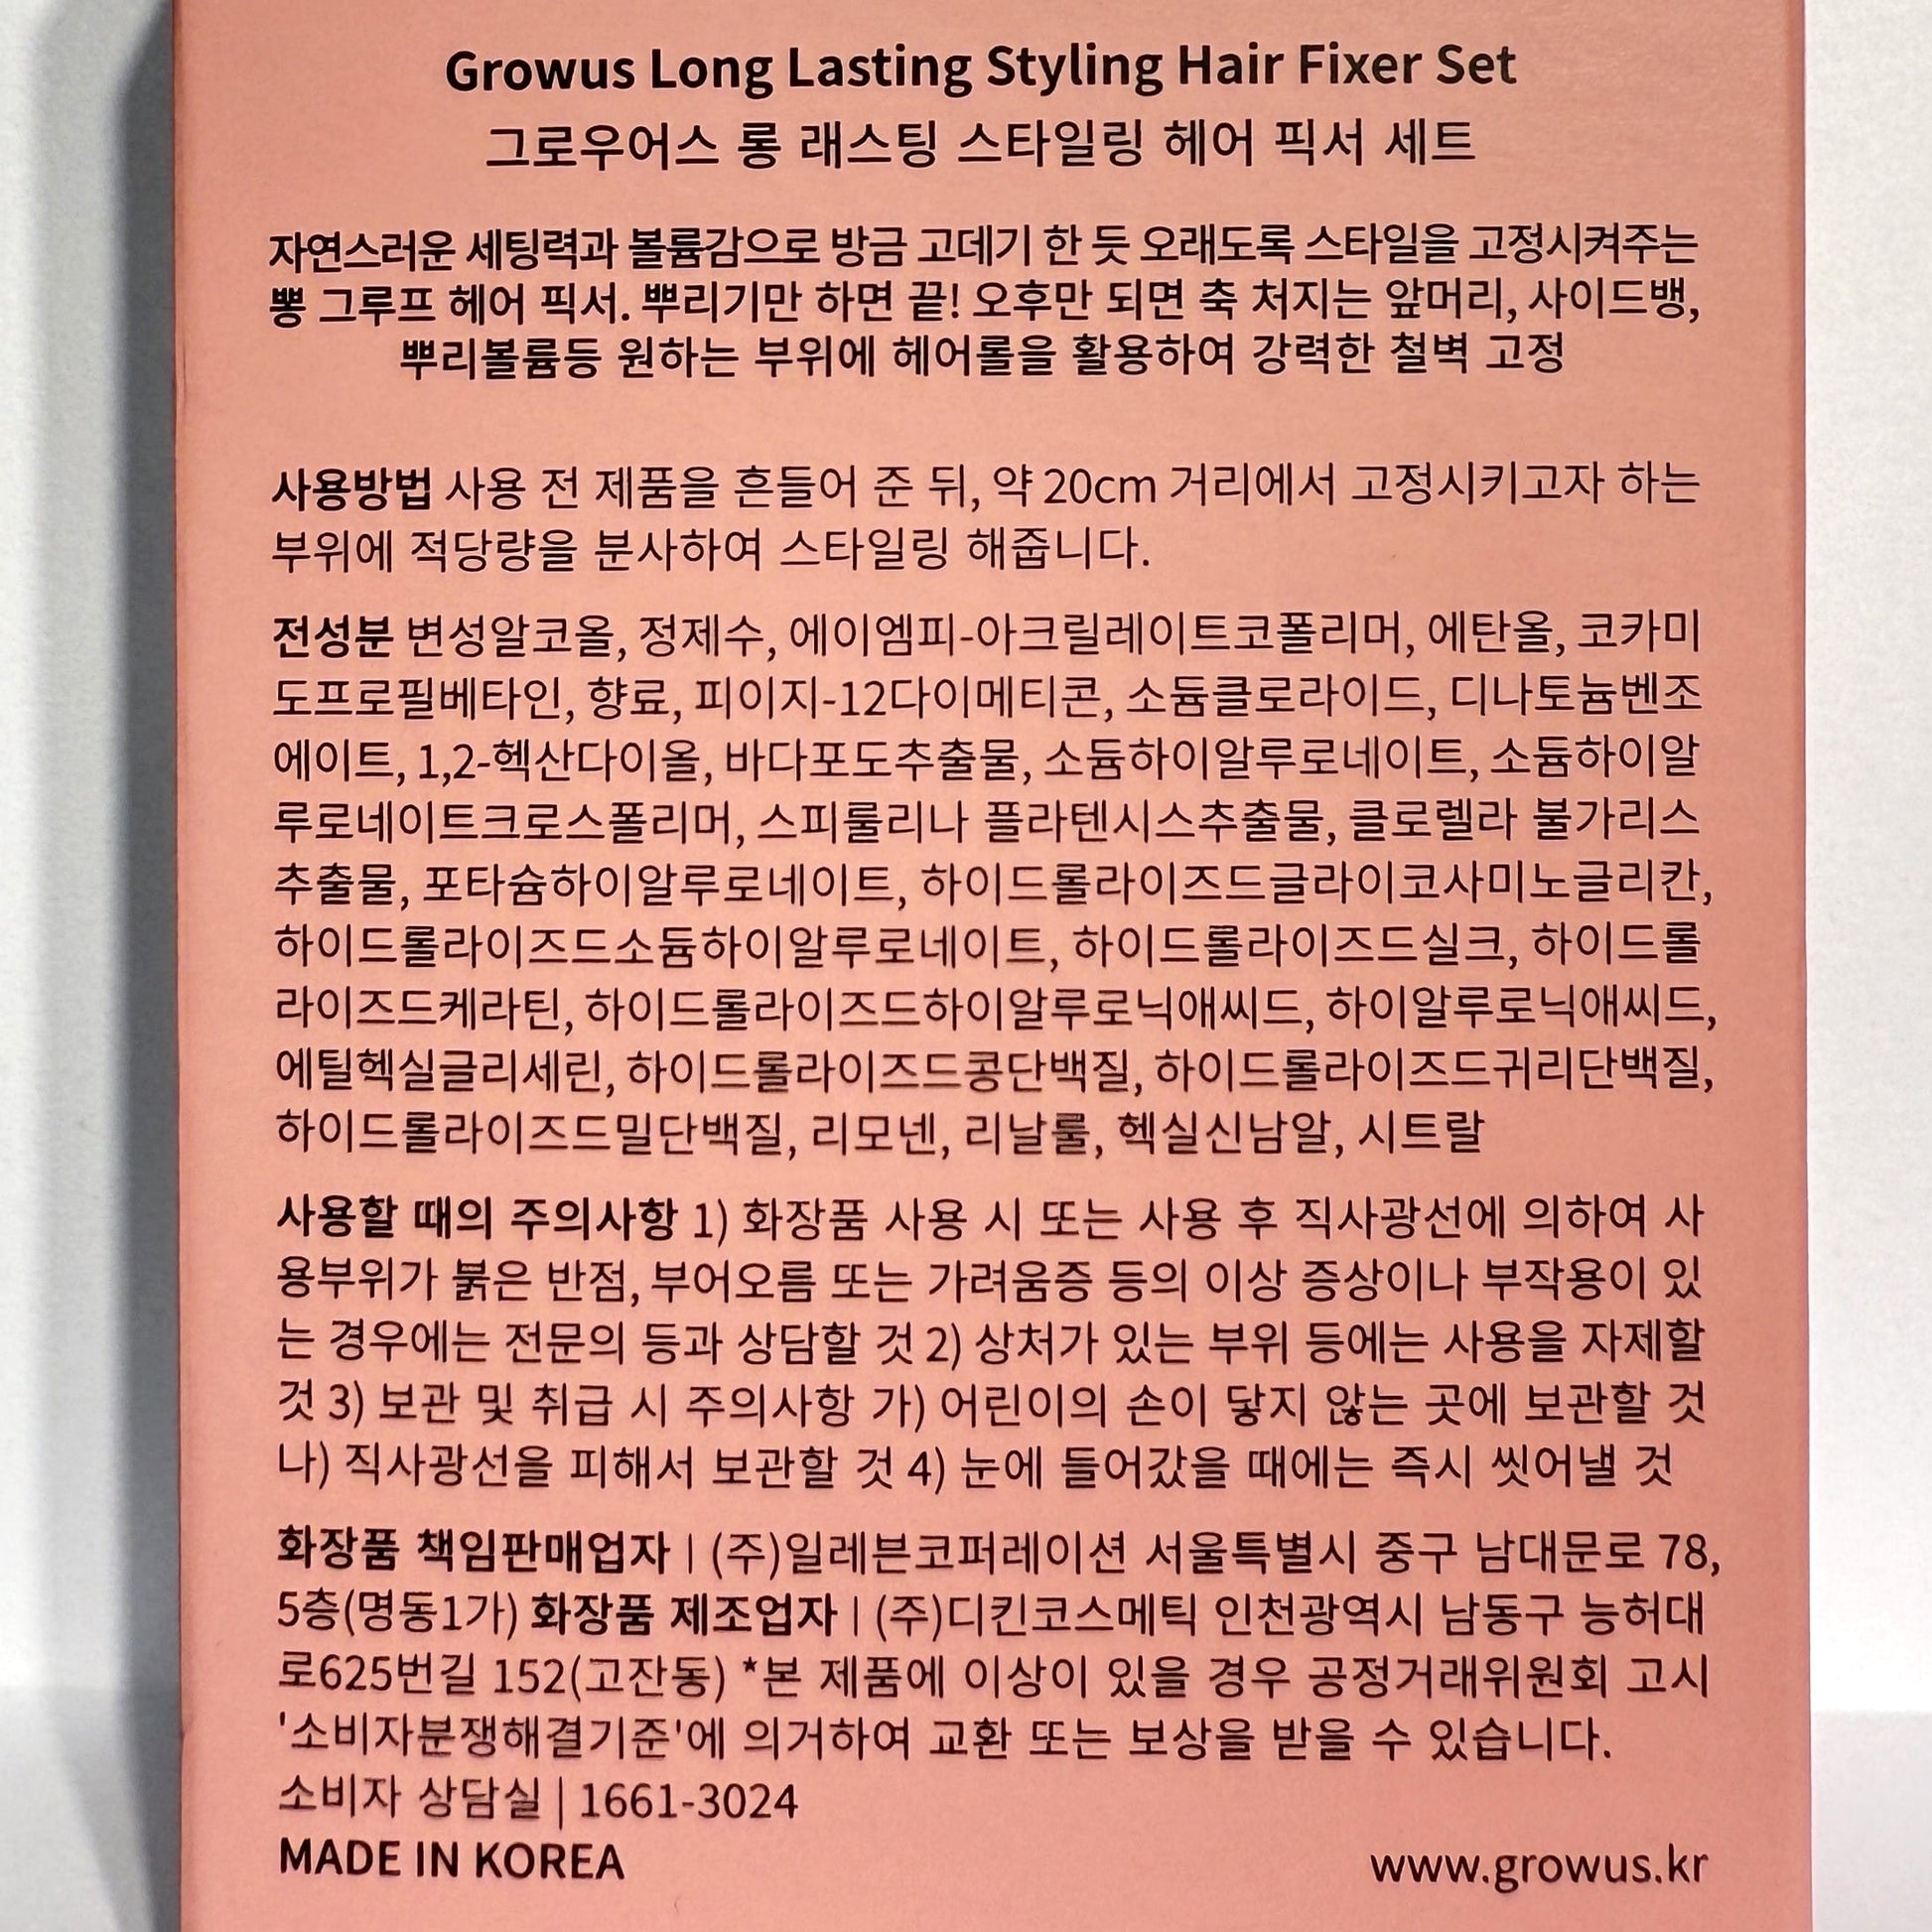 Growus Long Lasting Styling Hair Fixer Set
그로우어스 롱 래스팅 스타일링 헤어 픽서 세트
자연스러운 세팅력과 볼륨감으로 방금 고데기 한 듯 오래도록 스타일을 고정시켜주는
뽕 그루프 헤어 픽서. 뿌리기만 하면 끝! 오후만 되면 축 처지는 앞머리, 사이드뱅,
뿌리볼륨등 원하는 부위에 헤어롤을 활용하여 강력한 철벽 고정
사용방법 사용 전 제품을 흔들어 준 뒤, 약 20cm 거리에서 고정시키고자 하는
부위에 적당량을 분사하여 스타일링 해줍니다.
전성분 변성알코올, 정제수, 에이엠피-아크릴레이트코폴리머, 에탄올, 코카미
도프로필베타인, 향료, 피이지-12다이메티콘, 소듐클로라이드, 디나토늄벤조
에이트, 1,2-헥산다이올, 바다포도추출물, 소듐하이알루로네이트, 소듐하이알
루로네이트크로스폴리머, 스피룰리나 플라텐시스추출물, 클로렐라 불가리스
추출물, 포타슘하이알루로네이트, 하이드롤라이즈드글라이코사미노글리칸,
하이드롤라이즈드소듐하이알루로네이트, 하이드롤라이즈드실크, 하이드롤
라이즈드케라틴, 하이드롤라이즈드하이알루로닉애씨드, 하이알루로닉애씨드,
에틸헥실글리세린, 하이드롤라이즈드콩단백질, 하이드롤라이즈드귀리단백질,
하이드롤라이즈드밀단백질, 리모넨, 리날룰, 헥실신남알, 시트랄
사용할 때의 주의사항 1) 화장품 사용 시 또는 사용 후 직사광선에 의하여 사
용부위가 붉은 반점, 부어오름 또는 가려움증 등의 이상 증상이나 부작용이 있
는 경우에는 전문의 등과 상담할 것 2) 상처가 있는 부위 등에는 사용을 자제할
것 3) 보관 및 취급 시 주의사항 가) 어린이의 손이 닿지 않는 곳에 보관할 것
나) 직사광선을 피해서 보관할 것 4) 눈에 들어갔을 때에는 즉시 씻어낼 것
화장품 책임판매업자 | (주)일레븐코퍼레이션 서울특별시 중구 남대문로 78,
5층(명동1가) 화장품 제조업자 | (주)디킨코스메틱 인천광역시 남동구 능허대
로625번길 152(고잔동) *본 제품에 이상이 있을 경우 공정거래위원회 고시
'소비자분쟁해결기준'에 의거하여 교환 또는 보상을 받을 수 있습니다.
소비자 상담실 | 1661-3024
MADE IN KOREA
www.growus.kr